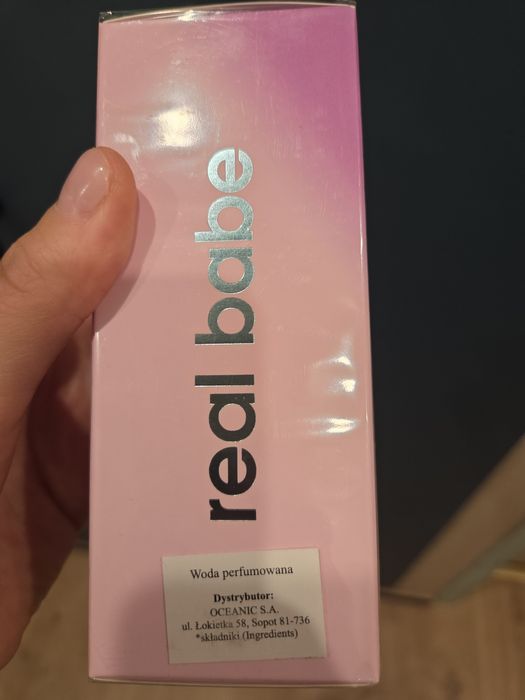 real babe
Woda perfumowana
Dystrybutor:
OCEANIC S.A.
ul. Łokietka 58, Sopot 81-736
*składniki (Ingredients)